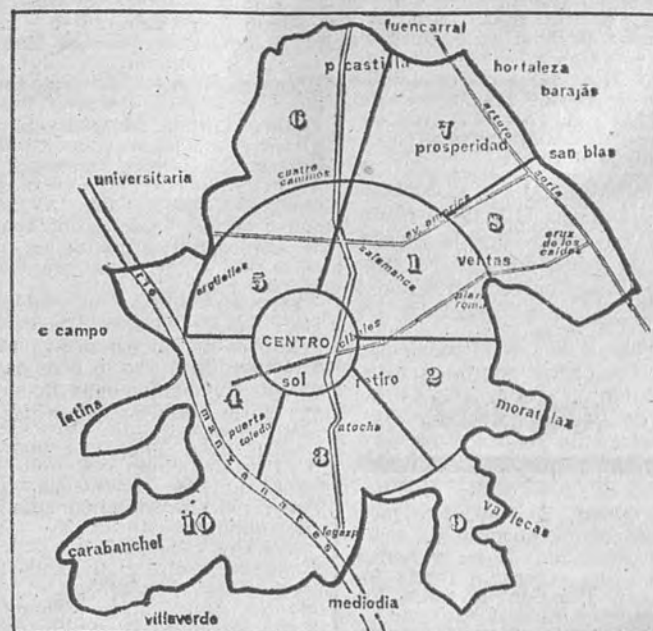 fuencarral
p.castilla
hortaleza
barajás
6
7
prosperidad
arturo
soria
san blas
universitaria
cuatro
caminos
av. america
8
cruz
de los
caidos
1
salamanca
ventas
argüelles
5
plaza
roma
rio
manzanares
c campo
CENTRO
cibeles
sol
retiro
2
4
latina
puerta
toledo
moratalaz
atocha
3
10
legazpi
9
vallecas
carabanchel
mediodia
villaverde